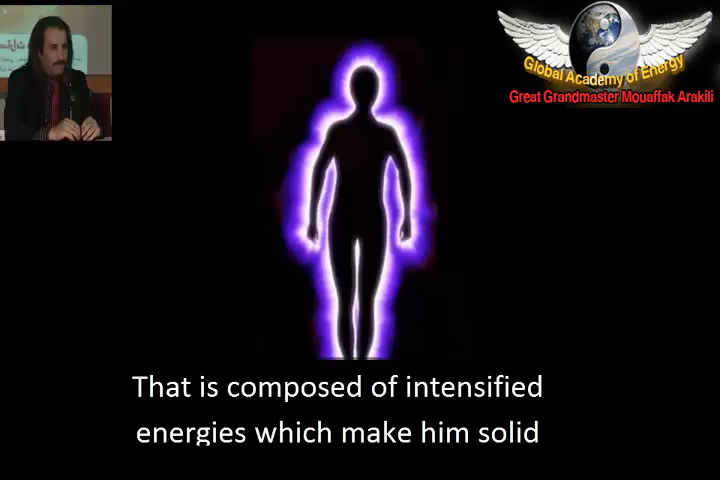 Global Academy of Energy
Great Grandmaster Mouaffak Arakili
That is composed of intensified
energies which make him solid